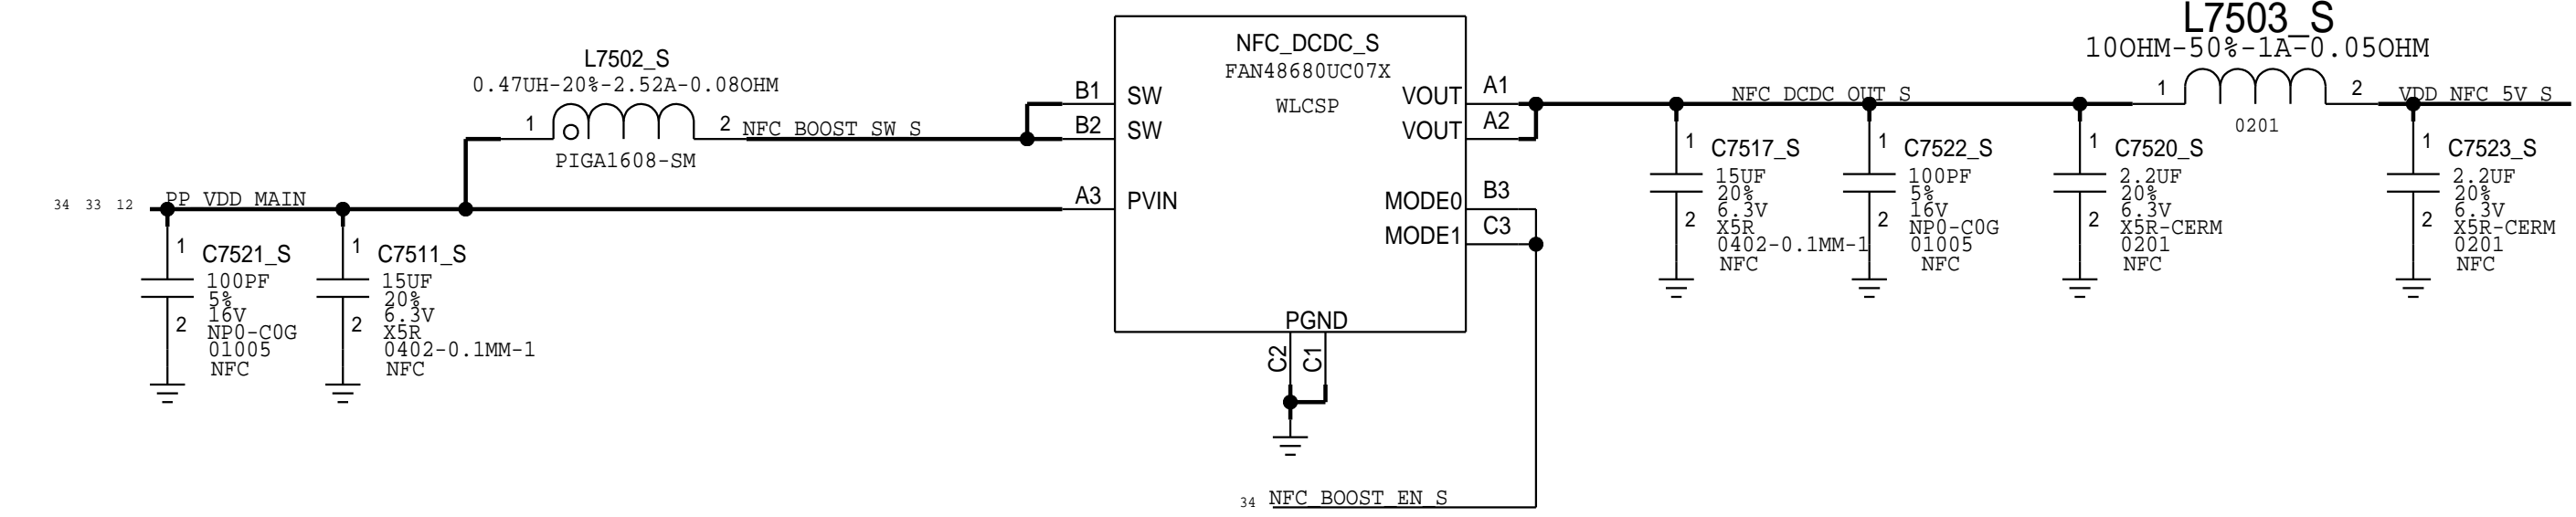 L7503_S
10OHM-50%-1A-0.05OHM
1
2
0201
L7502_S
0.47UH-20%-2.52A-0.08OHM
1
2
PIGA1608-SM
NFC_BOOST_SW_S
NFC_DCDC_S
FAN48680UC07X
WLCSP
B1 SW
B2 SW
A3 PVIN
VOUT A1
VOUT A2
MODE0 B3
MODE1 C3
PGND
C2
C1
NFC_DCDC_OUT_S
VDD_NFC_5V_S
34 33 12 PP_VDD_MAIN
1
2
C7521_S
100PF
5%
16V
NP0-C0G
01005
NFC
1
2
C7511_S
15UF
20%
6.3V
X5R
0402-0.1MM-1
NFC
1
2
C7517_S
15UF
20%
6.3V
X5R
0402-0.1MM-1
NFC
1
2
C7522_S
100PF
5%
16V
NP0-C0G
01005
NFC
1
2
C7520_S
2.2UF
20%
6.3V
X5R-CERM
0201
NFC
1
2
C7523_S
2.2UF
20%
6.3V
X5R-CERM
0201
NFC
34 NFC_BOOST_EN_S